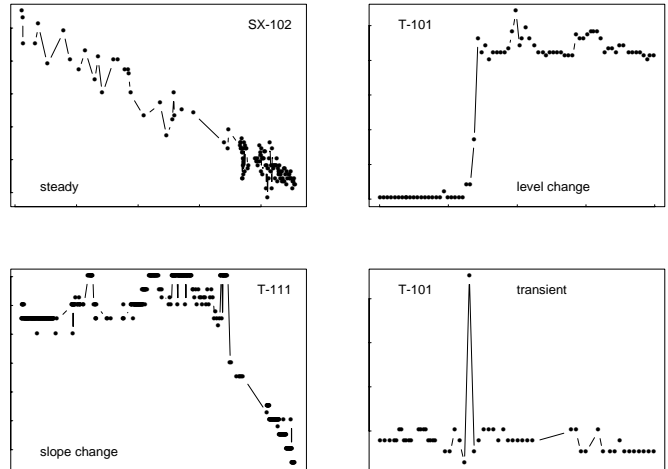 SX-102
steady
T-101
level change
T-111
slope change
T-101 transient